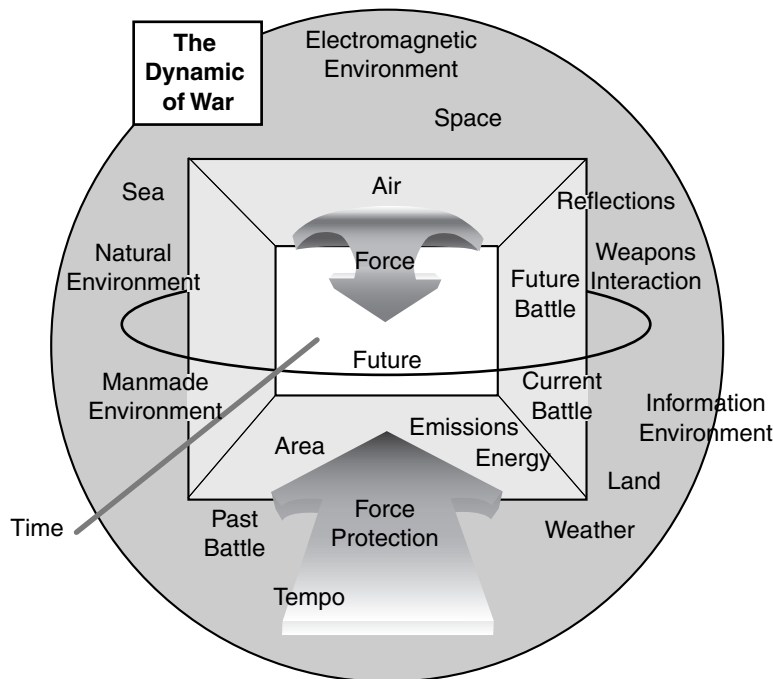 The
Dynamic
of War
Electromagnetic
Environment
Space
Sea
Air
Reflections
Natural
Environment
Force
Weapons
Interaction
Future
Battle
Future
Manmade
Environment
Current
Battle
Information
Environment
Area
Emissions
Energy
Land
Time
Past
Battle
Force
Protection
Weather
Tempo